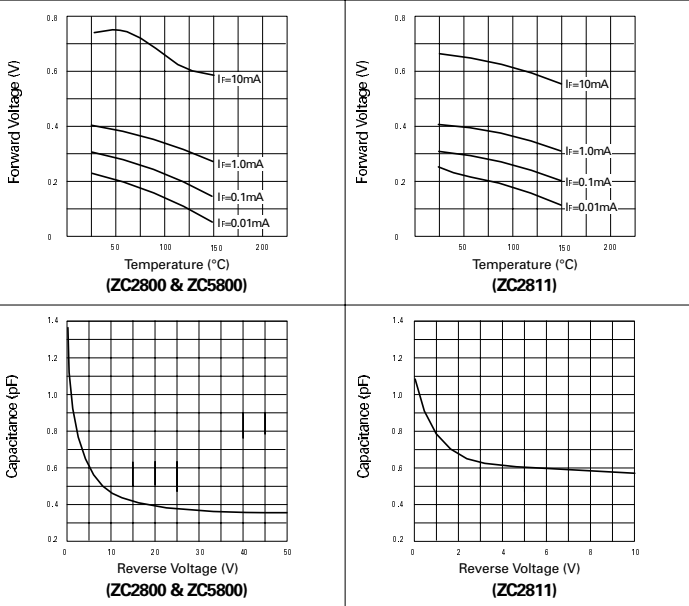 0.8
0.6
0.4
0.2
0
Forward Voltage (V)
IF=10mA
IF=1.0mA
IF=0.1mA
IF=0.01mA
50 100 150 200
Temperature (°C)
(ZC2800 & ZC5800)
0.8
0.6
0.4
0.2
0
Forward Voltage (V)
IF=10mA
IF=1.0mA
IF=0.1mA
IF=0.01mA
50 100 150 200
Temperature (°C)
(ZC2811)
1.4
1.2
1.0
0.8
0.6
0.4
0.2
Capacitance (pF)
0 10 20 30 40 50
Reverse Voltage (V)
(ZC2800 & ZC5800)
1.4
1.2
1.0
0.8
0.6
0.4
0.2
Capacitance (pF)
0 2 4 6 8 10
Reverse Voltage (V)
(ZC2811)